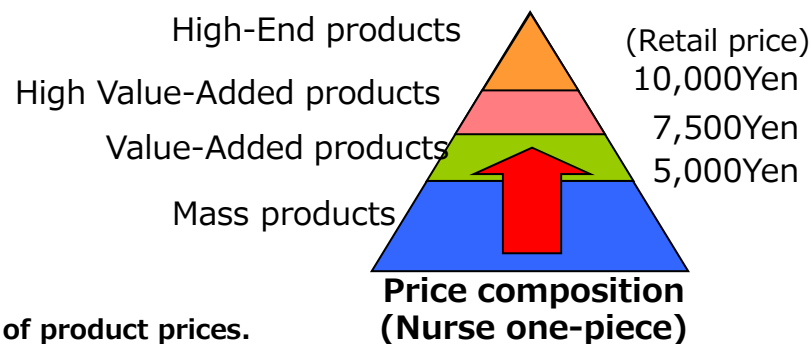 High-End products
(Retail price)
10,000Yen
High Value-Added products
7,500Yen
Value-Added products
5,000Yen
Mass products
Price composition
(Nurse one-piece)
of product prices.